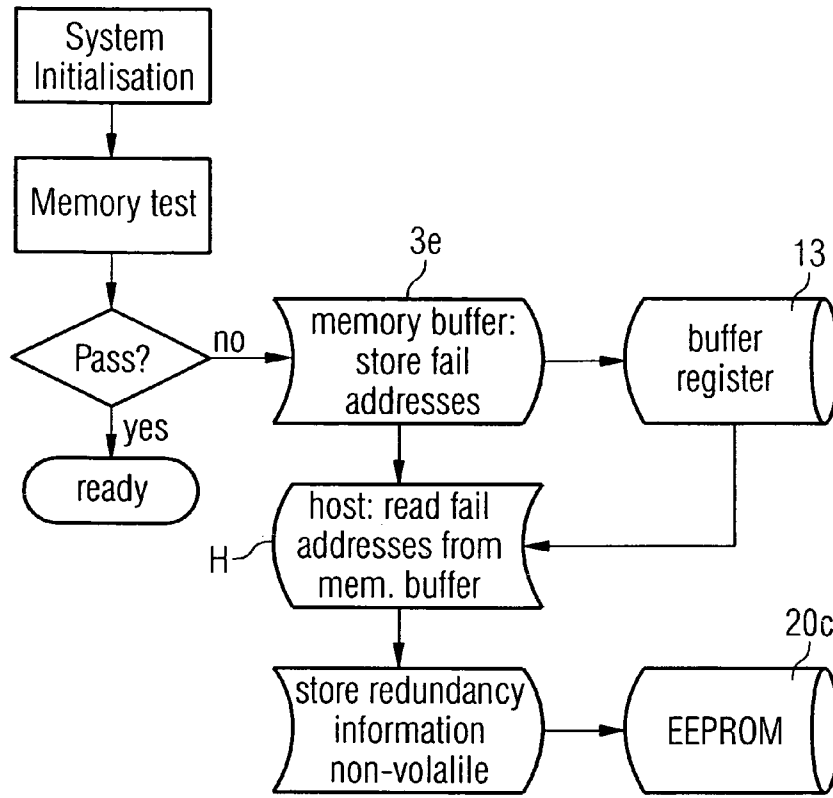 System
Initialisation
Memory test
Pass?
no
yes
ready
3e
memory buffer:
store fail
addresses
13
buffer
register
H
host: read fail
addresses from
mem. buffer
store redundancy
information
non-volalile
20c
EEPROM